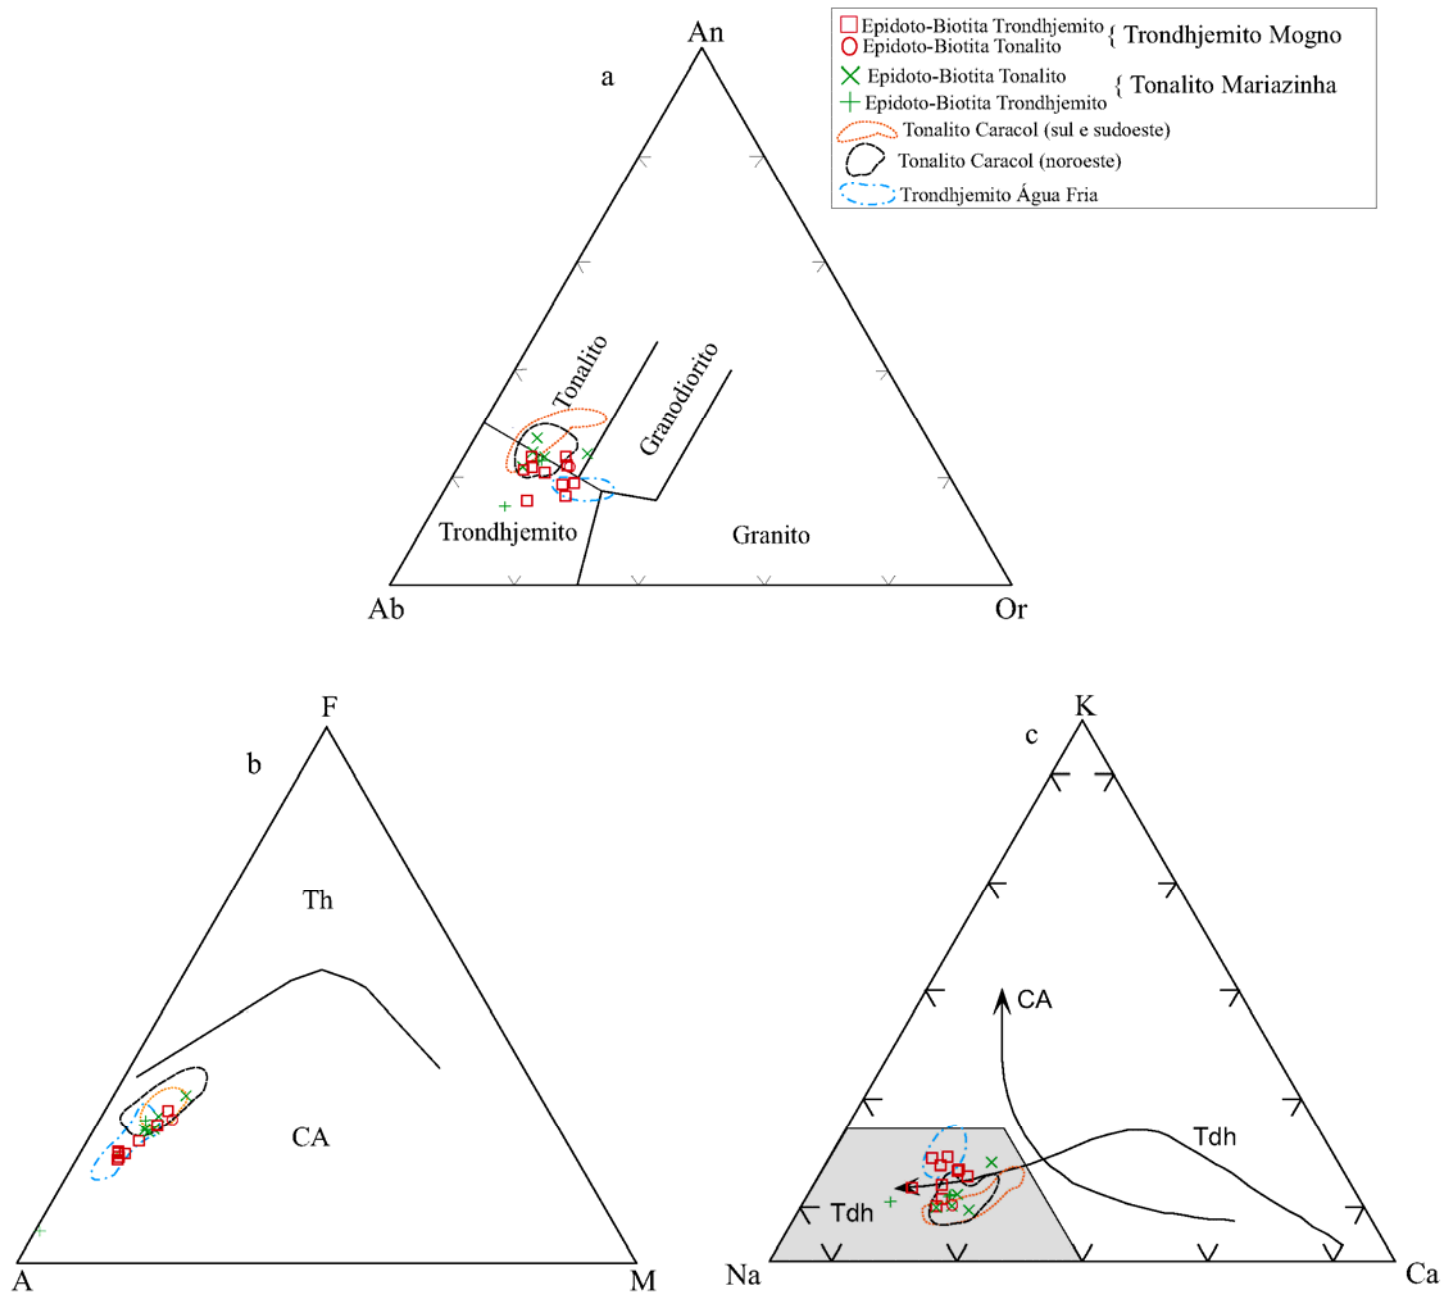 An
a
Epidoto-Biotita Trondhjemito
Epidoto-Biotita Tonalito
{ Trondhjemito Mogno
Epidoto-Biotita Tonalito
Epidoto-Biotita Trondhjemito
{ Tonalito Mariazinha
Tonalito Caracol (sul e sudoeste)
Tonalito Caracol (noroeste)
Trondhjemito Água Fria
Tonalito
Granodiorito
Trondhjemito
Granito
Ab
Or
F
b
Th
CA
A
M
K
c
CA
Tdh
Tdh
Na
Ca